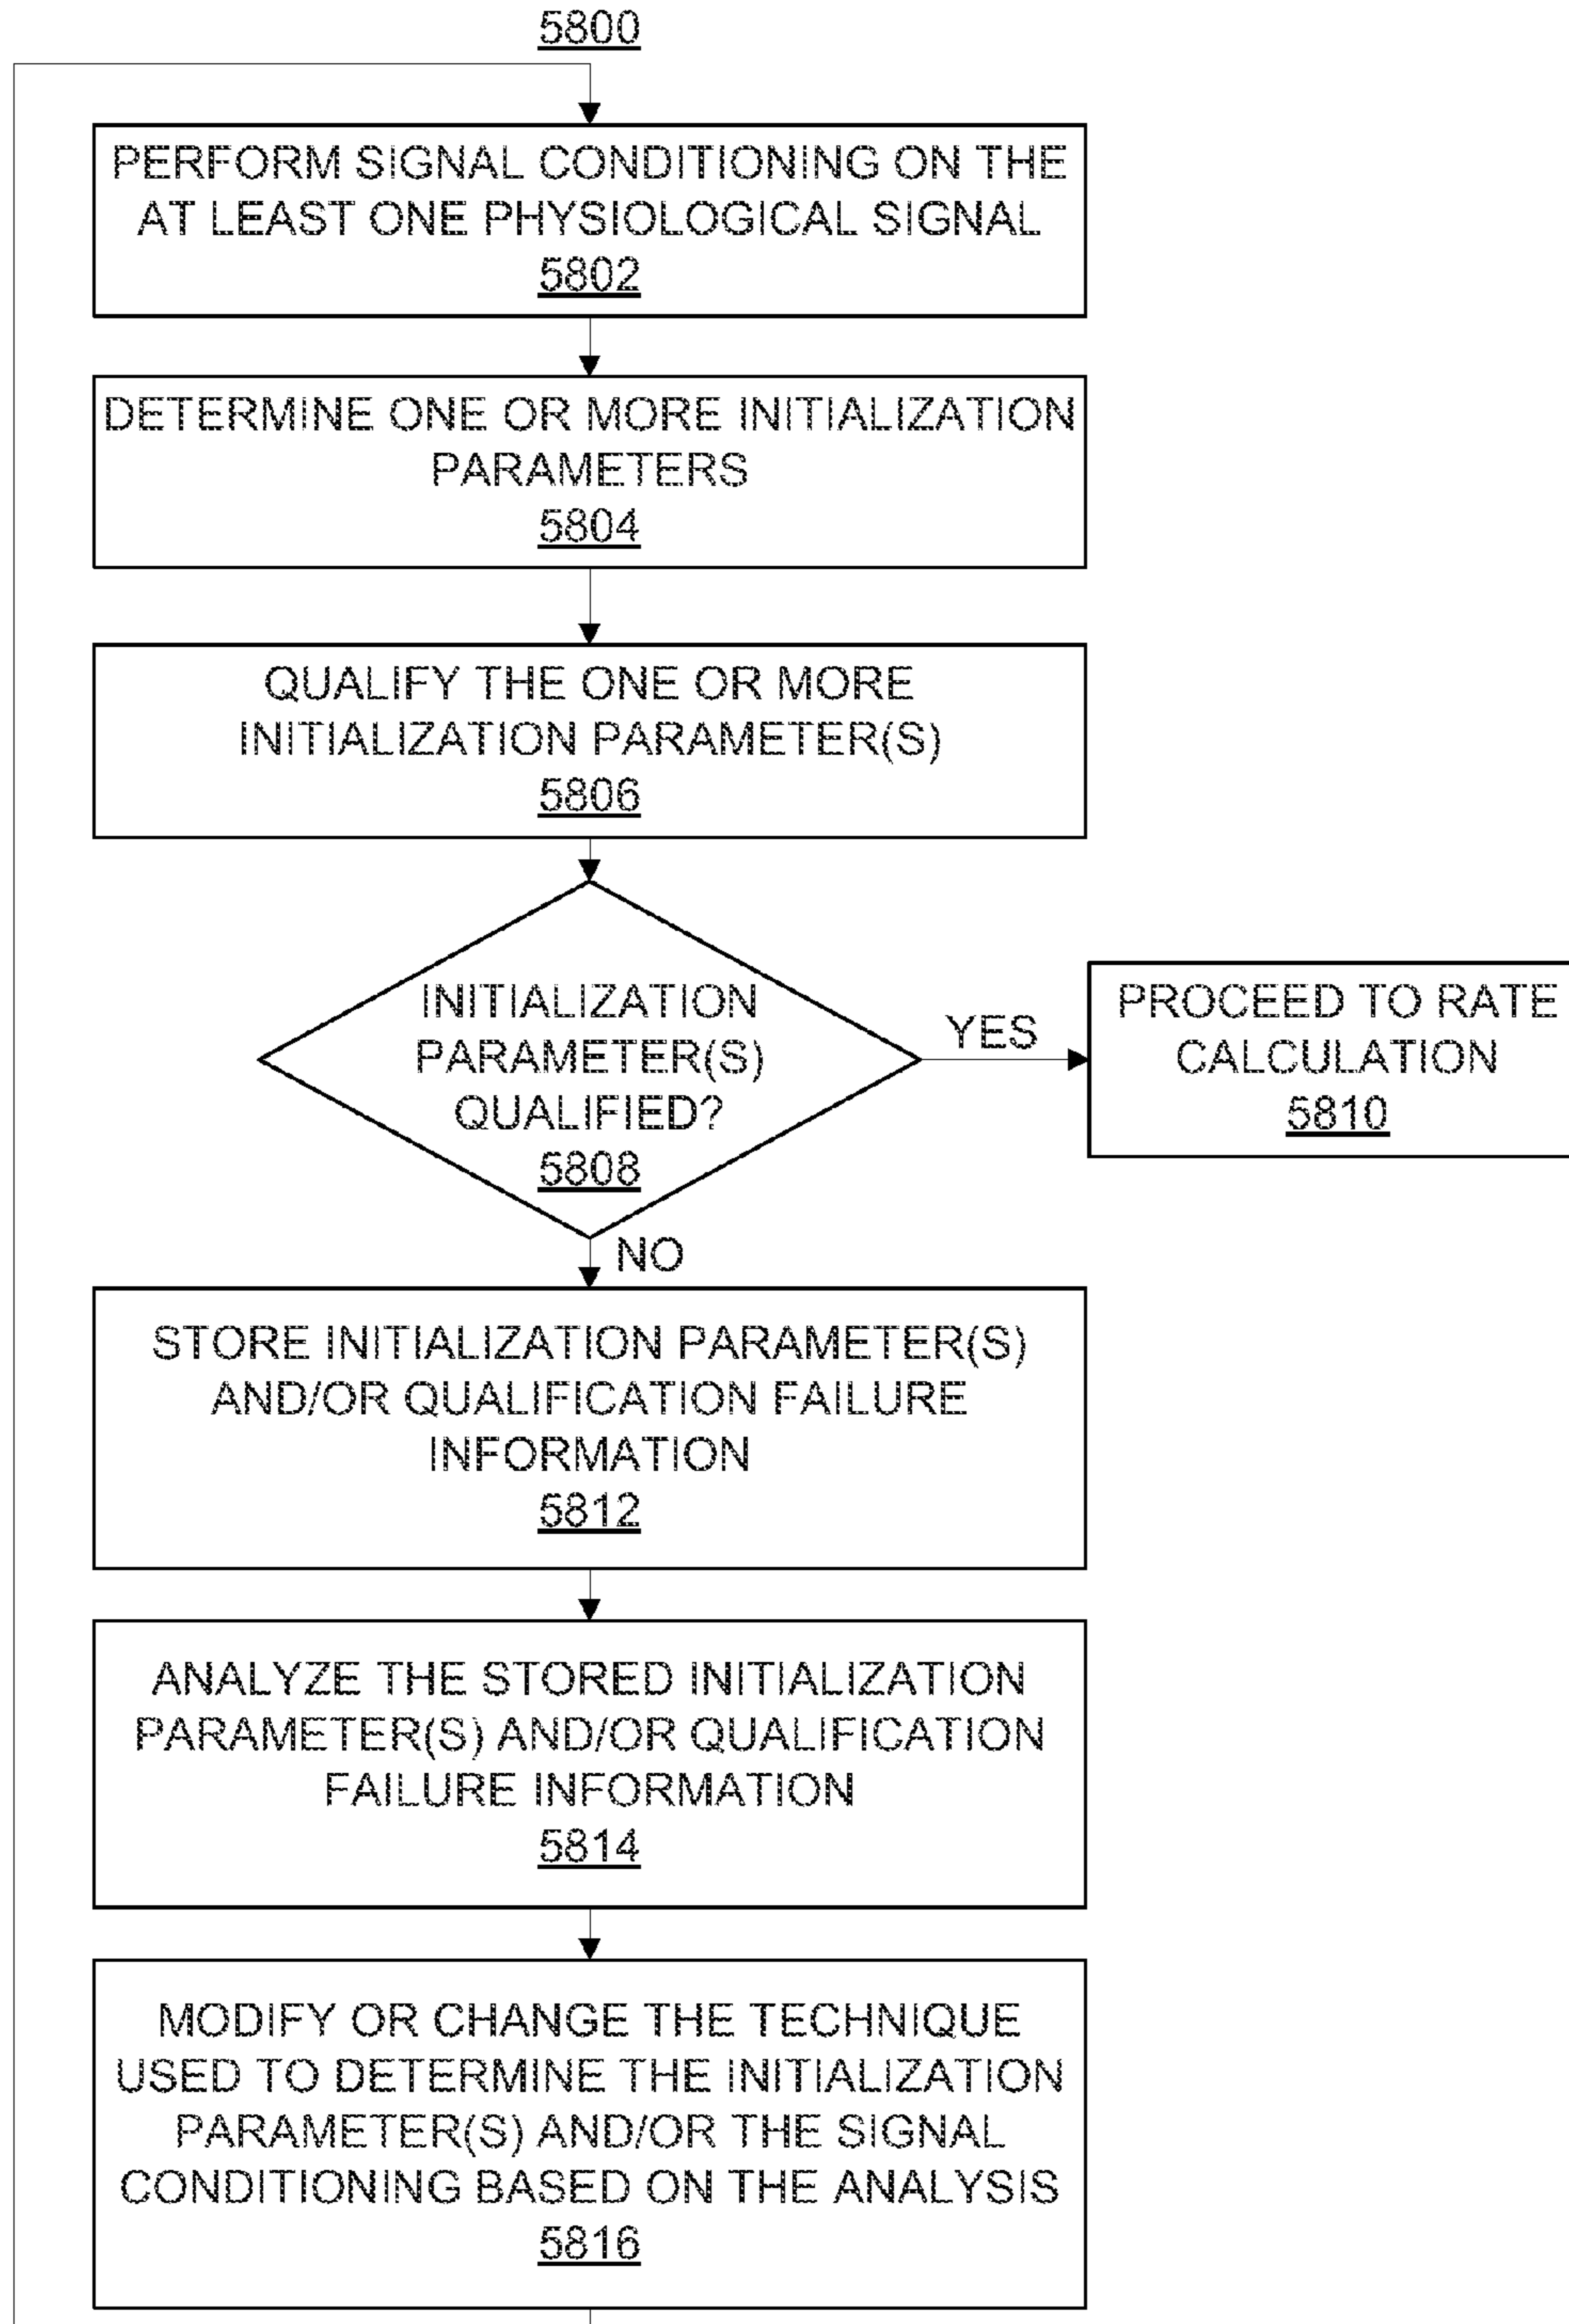 5800
PERFORM SIGNAL CONDITIONING ON THE
AT LEAST ONE PHYSIOLOGICAL SIGNAL
5802
DETERMINE ONE OR MORE INITIALIZATION
PARAMETERS
5804
QUALIFY THE ONE OR MORE
INITIALIZATION PARAMETER(S)
5806
INITIALIZATION
PARAMETER(S)
QUALIFIED?
5808
YES
PROCEED TO RATE
CALCULATION
5810
NO
STORE INITIALIZATION PARAMETER(S)
AND/OR QUALIFICATION FAILURE
INFORMATION
5812
ANALYZE THE STORED INITIALIZATION
PARAMETER(S) AND/OR QUALIFICATION
FAILURE INFORMATION
5814
MODIFY OR CHANGE THE TECHNIQUE
USED TO DETERMINE THE INITIALIZATION
PARAMETER(S) AND/OR THE SIGNAL
CONDITIONING BASED ON THE ANALYSIS
5816